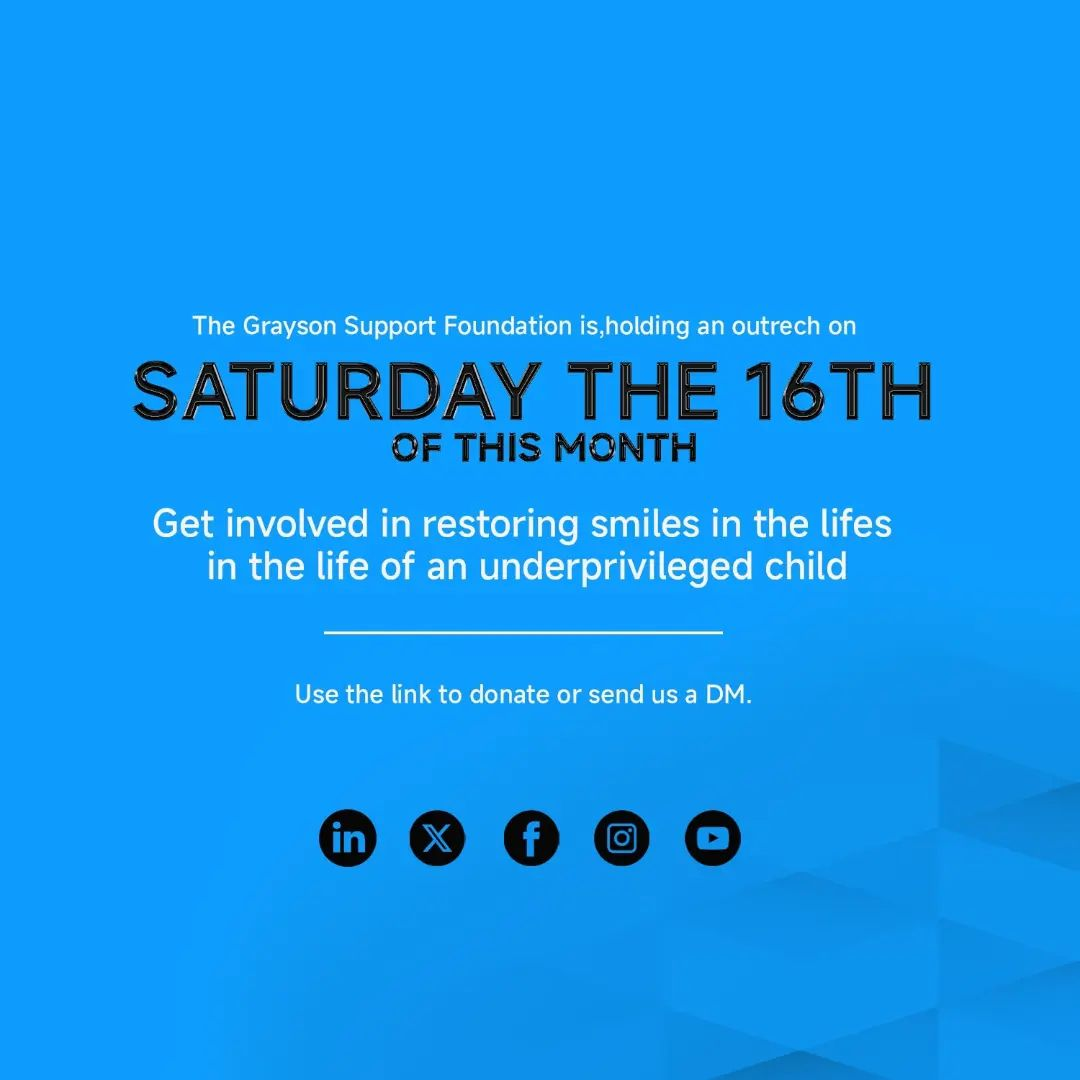 The Grayson Support Foundation is,holding an outrech on
SATURDAY THE 16TH
OF THIS MONTH
Get involved in restoring smiles in the lifes
in the life of an underprivileged child
Use the link to donate or send us a DM.